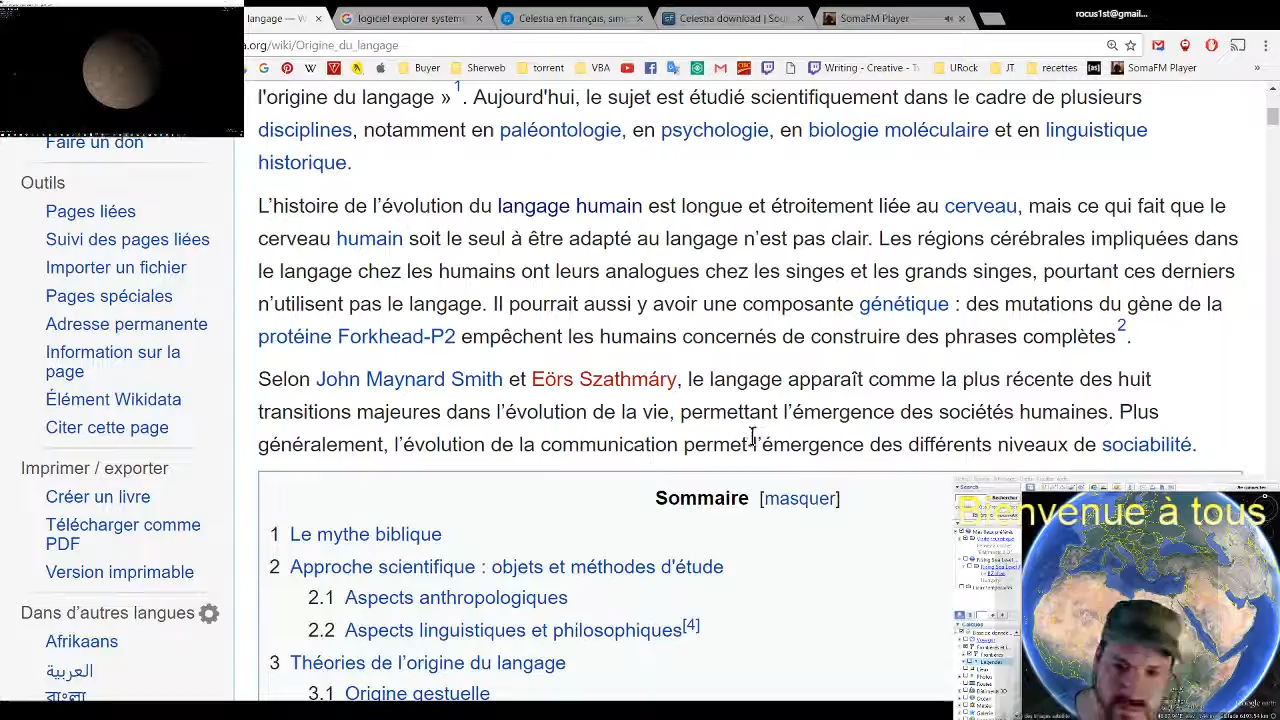 langage — W
logiciel explorer système
Celestia en français, sim
Celestia download | Sou
SomaFM Player
rocus1st@gmail...
a.org/wiki/Origine_du_langage
Buyer
Sherweb
torrent
VBA
Writing - Creative - Tw
URock
JT
recettes
[as]
SomaFM Player
l'origine du langage »1. Aujourd'hui, le sujet est étudié scientifiquement dans le cadre de plusieurs
disciplines, notamment en paléontologie, en psychologie, en biologie moléculaire et en linguistique
historique.
L’histoire de l’évolution du langage humain est longue et étroitement liée au cerveau, mais ce qui fait que le
cerveau humain soit le seul à être adapté au langage n’est pas clair. Les régions cérébrales impliquées dans
le langage chez les humains ont leurs analogues chez les singes et les grands singes, pourtant ces derniers
n’utilisent pas le langage. Il pourrait aussi y avoir une composante génétique : des mutations du gène de la
protéine Forkhead-P2 empêchent les humains concernés de construire des phrases complètes2.
Selon John Maynard Smith et Eörs Szathmáry, le langage apparaît comme la plus récente des huit
transitions majeures dans l’évolution de la vie, permettant l’émergence des sociétés humaines. Plus
généralement, l’évolution de la communication permet l’émergence des différents niveaux de sociabilité.
Sommaire [masquer]
1 Le mythe biblique
2 Approche scientifique : objets et méthodes d'étude
2.1 Aspects anthropologiques
2.2 Aspects linguistiques et philosophiques[4]
3 Théories de l’origine du langage
3.1 Origine gestuelle
Faire un don
Outils
Pages liées
Suivi des pages liées
Importer un fichier
Pages spéciales
Adresse permanente
Information sur la
page
Élément Wikidata
Citer cette page
Imprimer / exporter
Créer un livre
Télécharger comme
PDF
Version imprimable
Dans d’autres langues
Afrikaans
العربية
বাংলা
Bienvenue à tous